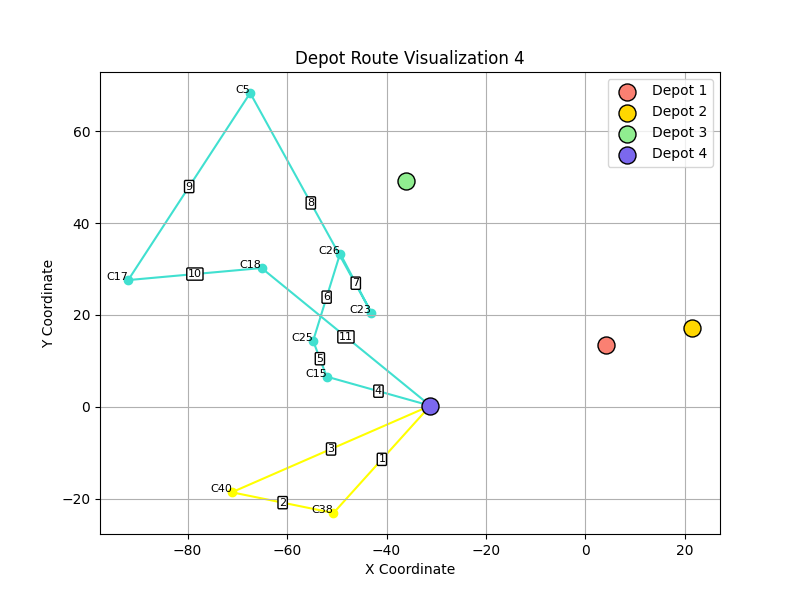 Depot Route Visualization 4
Depot 1
Depot 2
Depot 3
Depot 4
Y Coordinate
60
40
20
0
−20
C5
9
8
C26
C17
10
C18
7
6
C23
C25
11
5
C15
4
3
1
C40
2
C38
−80
−60
−40
−20
0
20
X Coordinate